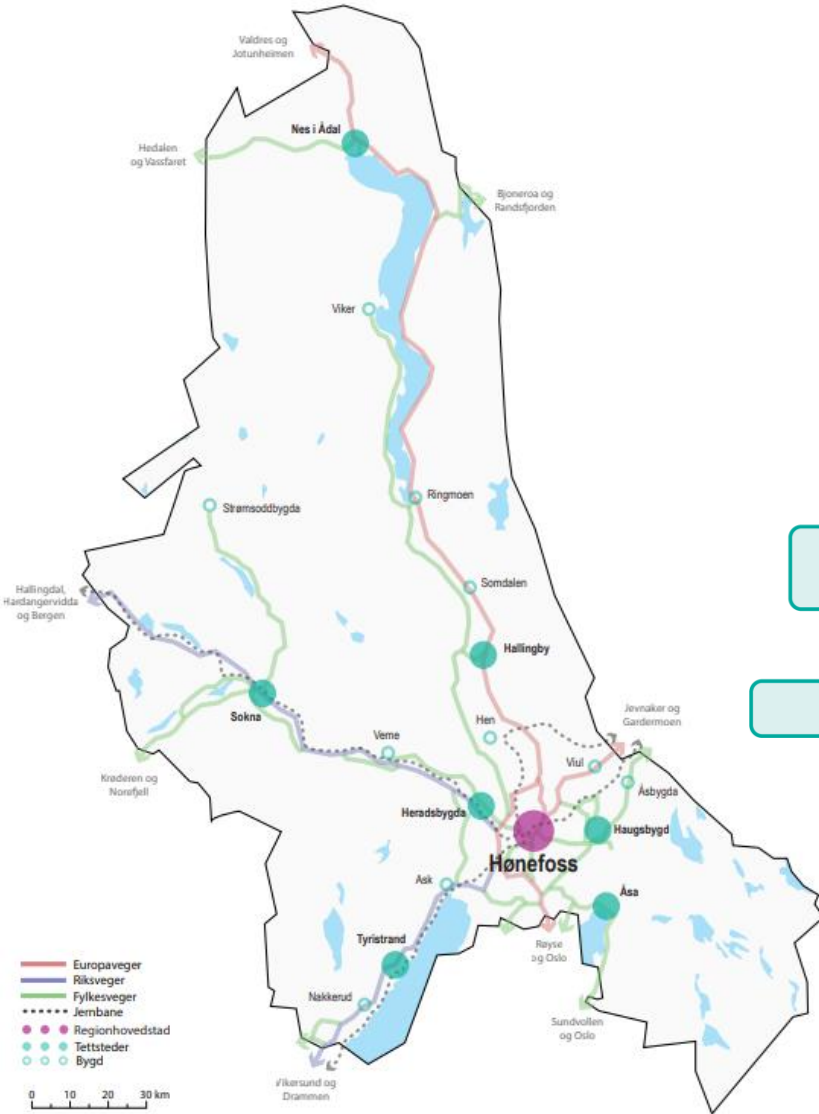 Valdres og
Jotunheimen
Nes i Ådal
Hedalen
og Vassfaret
Bjoneroa og
Randsfjorden
Viker
Ringmoen
Strømsoddbygda
Somdalen
Hallingdal,
Hardangervidda
og Bergen
Hallingby
Sokna
Hen
Jevnaker og
Gardermoen
Verne
Viul
Krøderen og
Norefjell
Åsbygda
Heradsbygda
Haugsbygd
Hønefoss
Ask
Åsa
Tyristrand
Røyse
og Oslo
Nakkerud
Sundvollen
og Oslo
Vikersund og
Drammen
Europaveger
Riksveger
Fylkesveger
Jernbane
Regionhovedstad
Tettsteder
Bygd
0 10 20 30 km